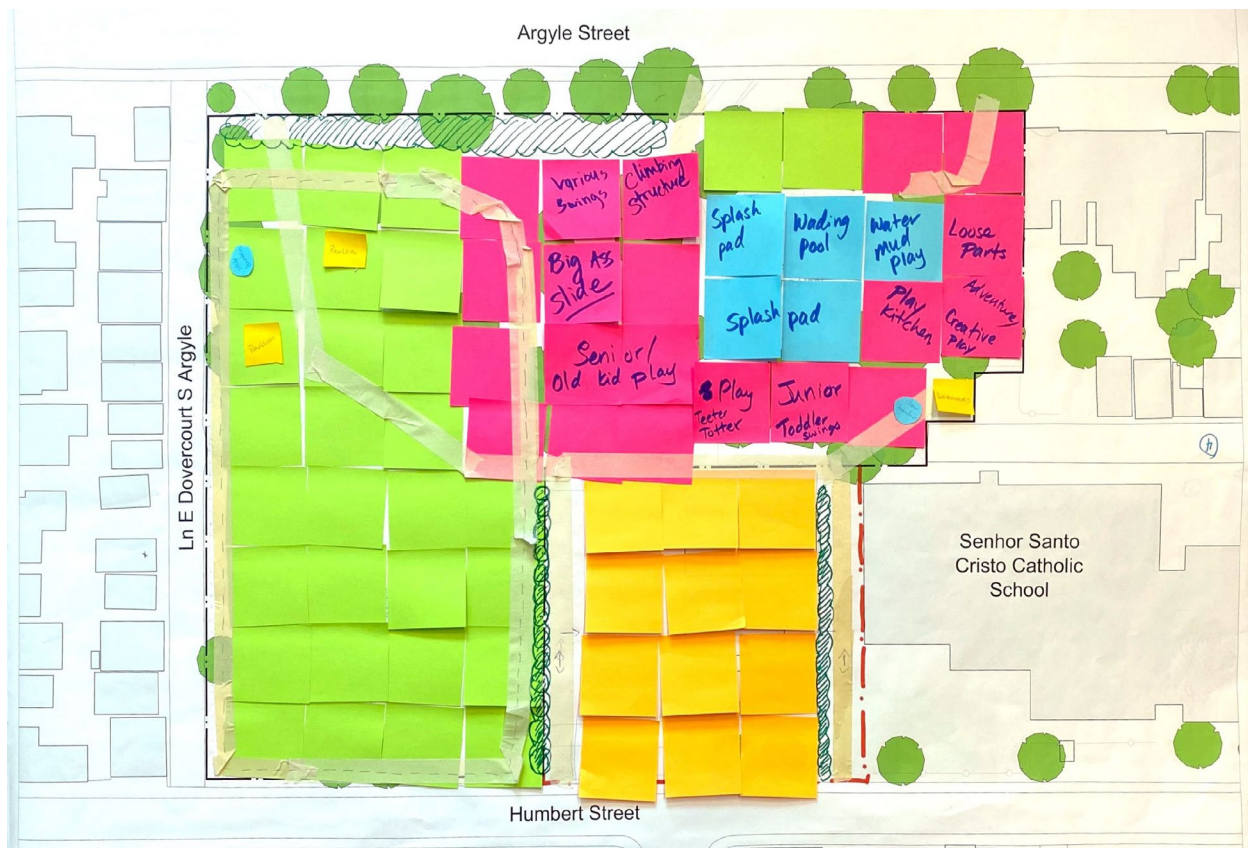 Argyle Street
Various
Swings
Climbing
Structure
Splash
pad
Wading
Pool
Water
Mud
play
Loose
Parts
Big Ass
Slide
Splash pad
Play
Kitchen
Adventure/
Creative
Play
Senior/
Old kid play
Play
Teeter
Totter
Junior
Toddler
swings
Pavilion
Ln E Dovercourt S Argyle
4
Senhor Santo
Cristo Catholic
School
Humbert Street